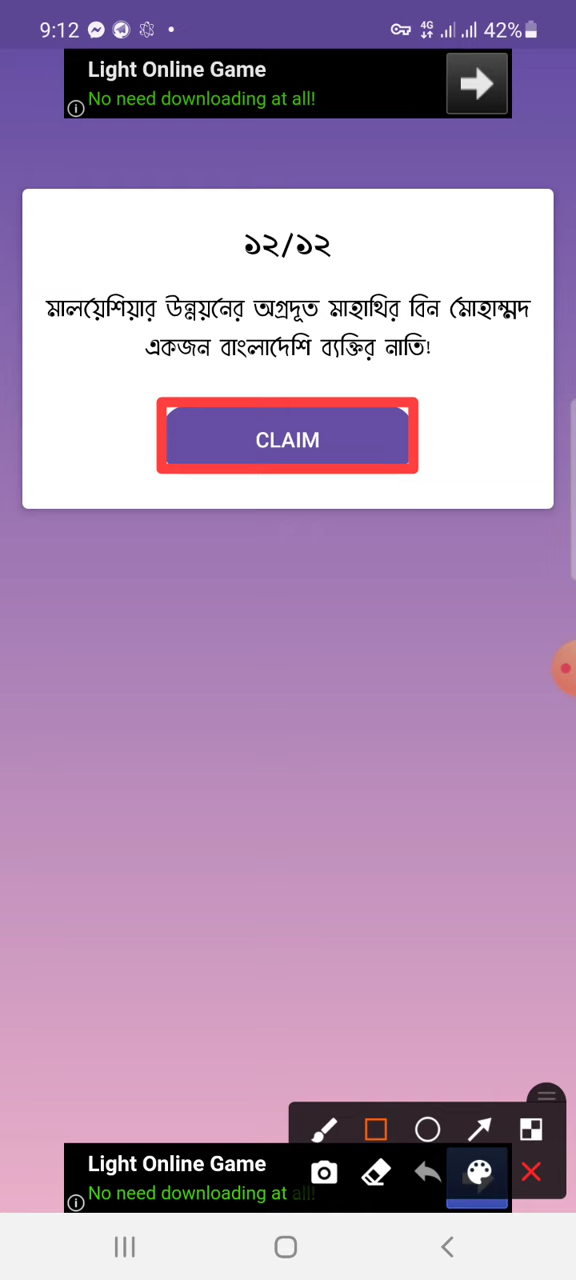 9:12
4G
42%
Light Online Game
No need downloading at all!
১২/১২
মালয়েশিয়ার উন্নয়নের অগ্রদূত মাহাথির বিন মোহাম্মদ
একজন বাংলাদেশি ব্যক্তির নাতি!
CLAIM
Light Online Game
No need downloading at all!